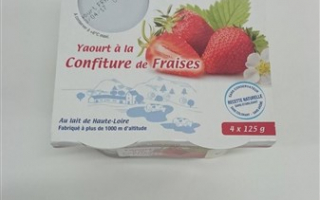 Yaourt à la
Confiture de Fraises
RECETTE NATURELLE
Au lait de Haute-Loire
Fabriqué à plus de 1000 m d'altitude
4 x 125 g